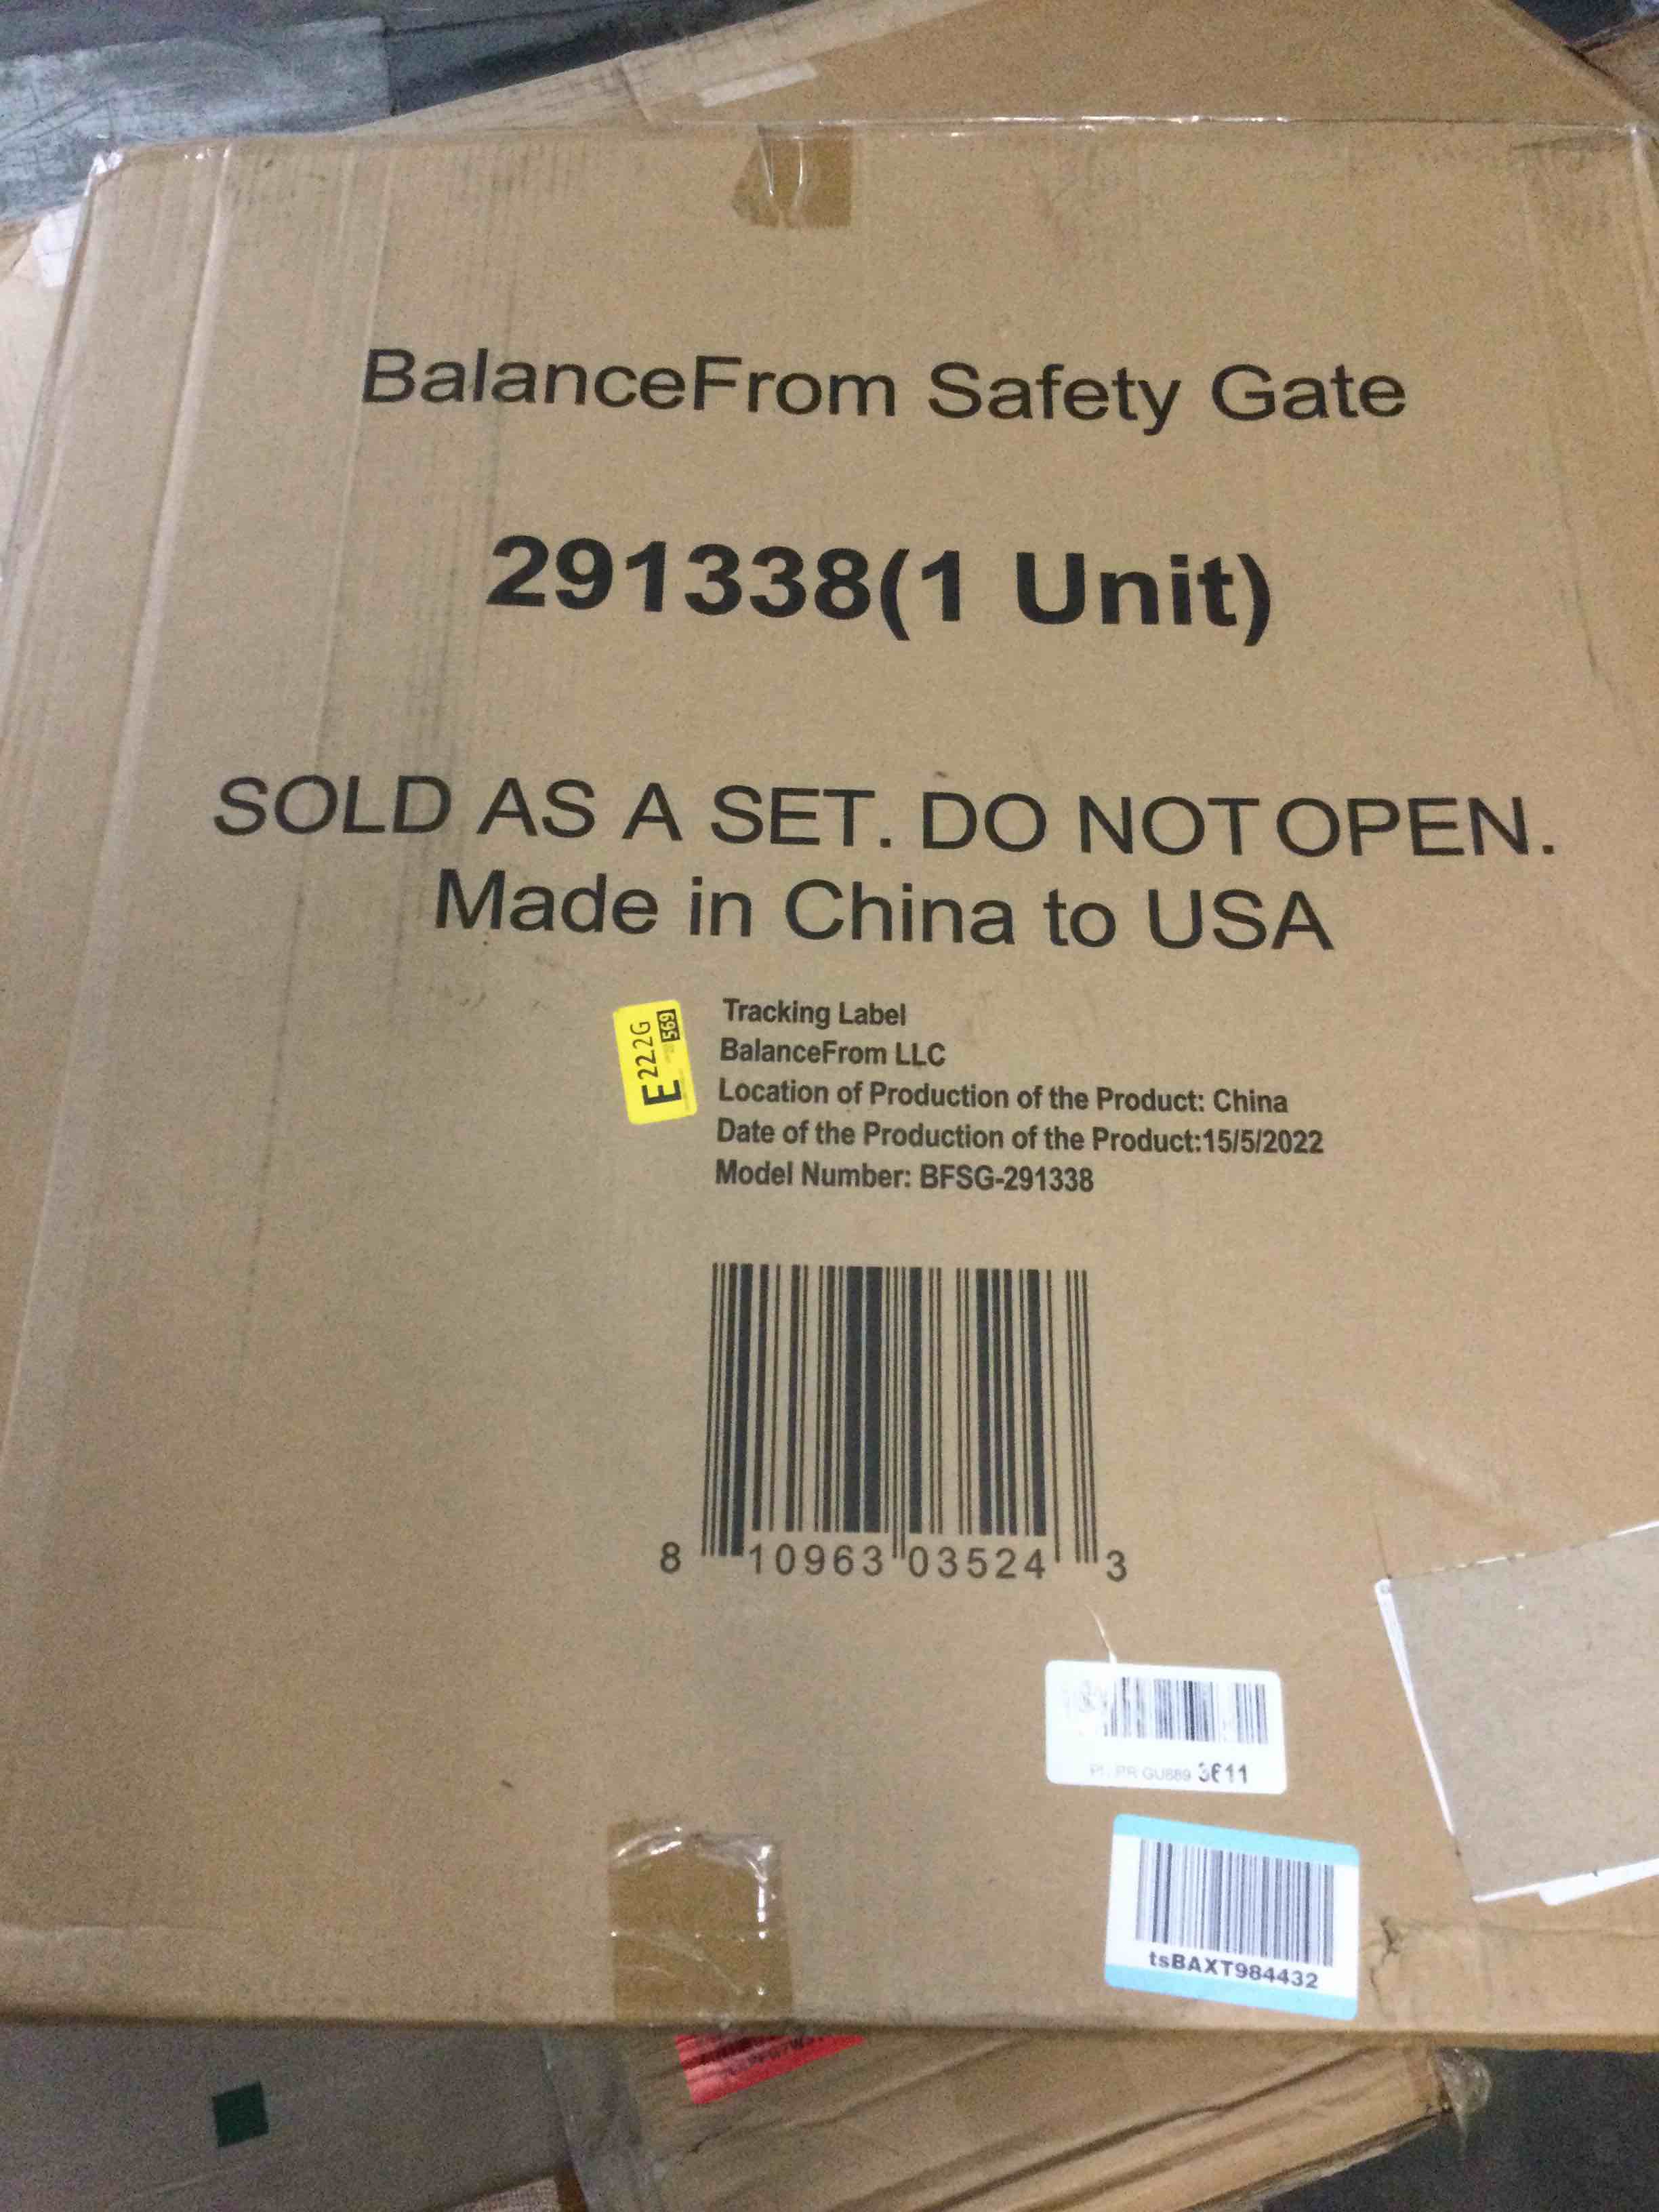 BalanceFrom Safety Gate
291338(1 Unit)
SOLD AS A SET. DO NOT OPEN.
Made in China to USA
E222G
569
Tracking Label
BalanceFrom LLC
Location of Production of the Product: China
Date of the Production of the Product:15/5/2022
Model Number: BFSG-291338
8 10963 03524 3
tsBAXT984432